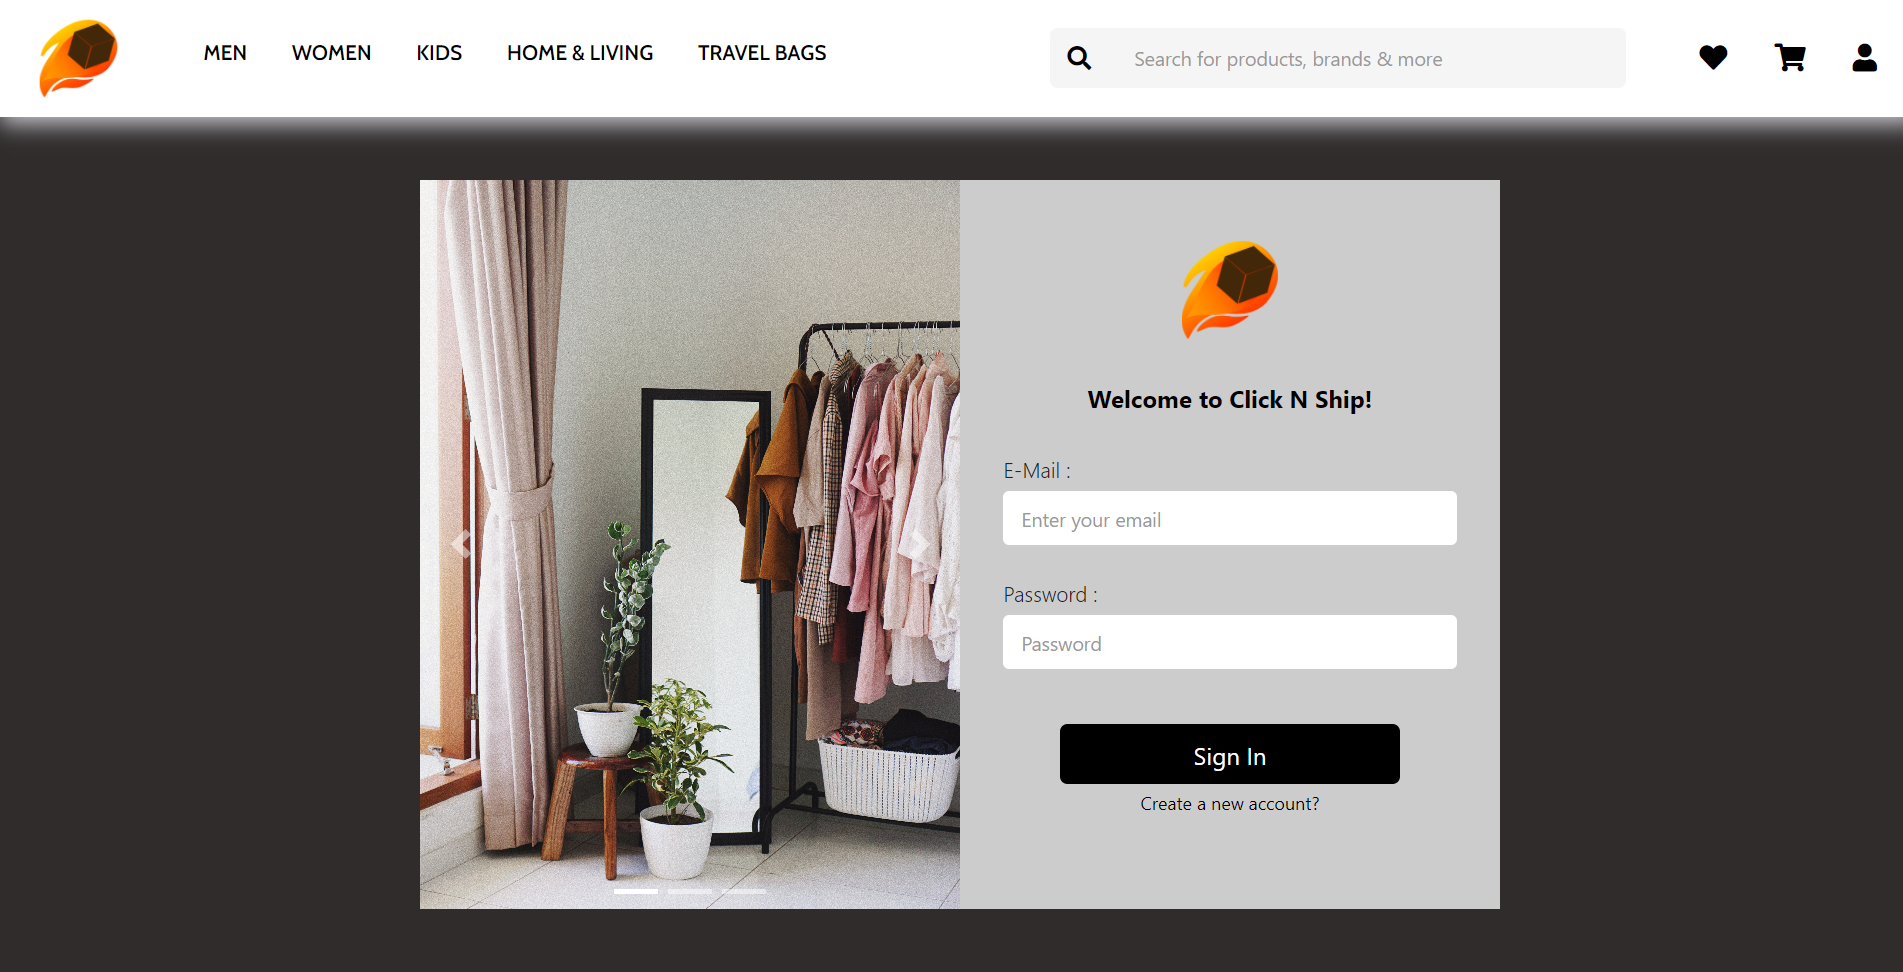 MEN WOMEN KIDS HOME & LIVING TRAVEL BAGS Search for products, brands & more
Welcome to Click N Ship!
E-Mail :
Enter your email
Password :
Password
Sign In
Create a new account?